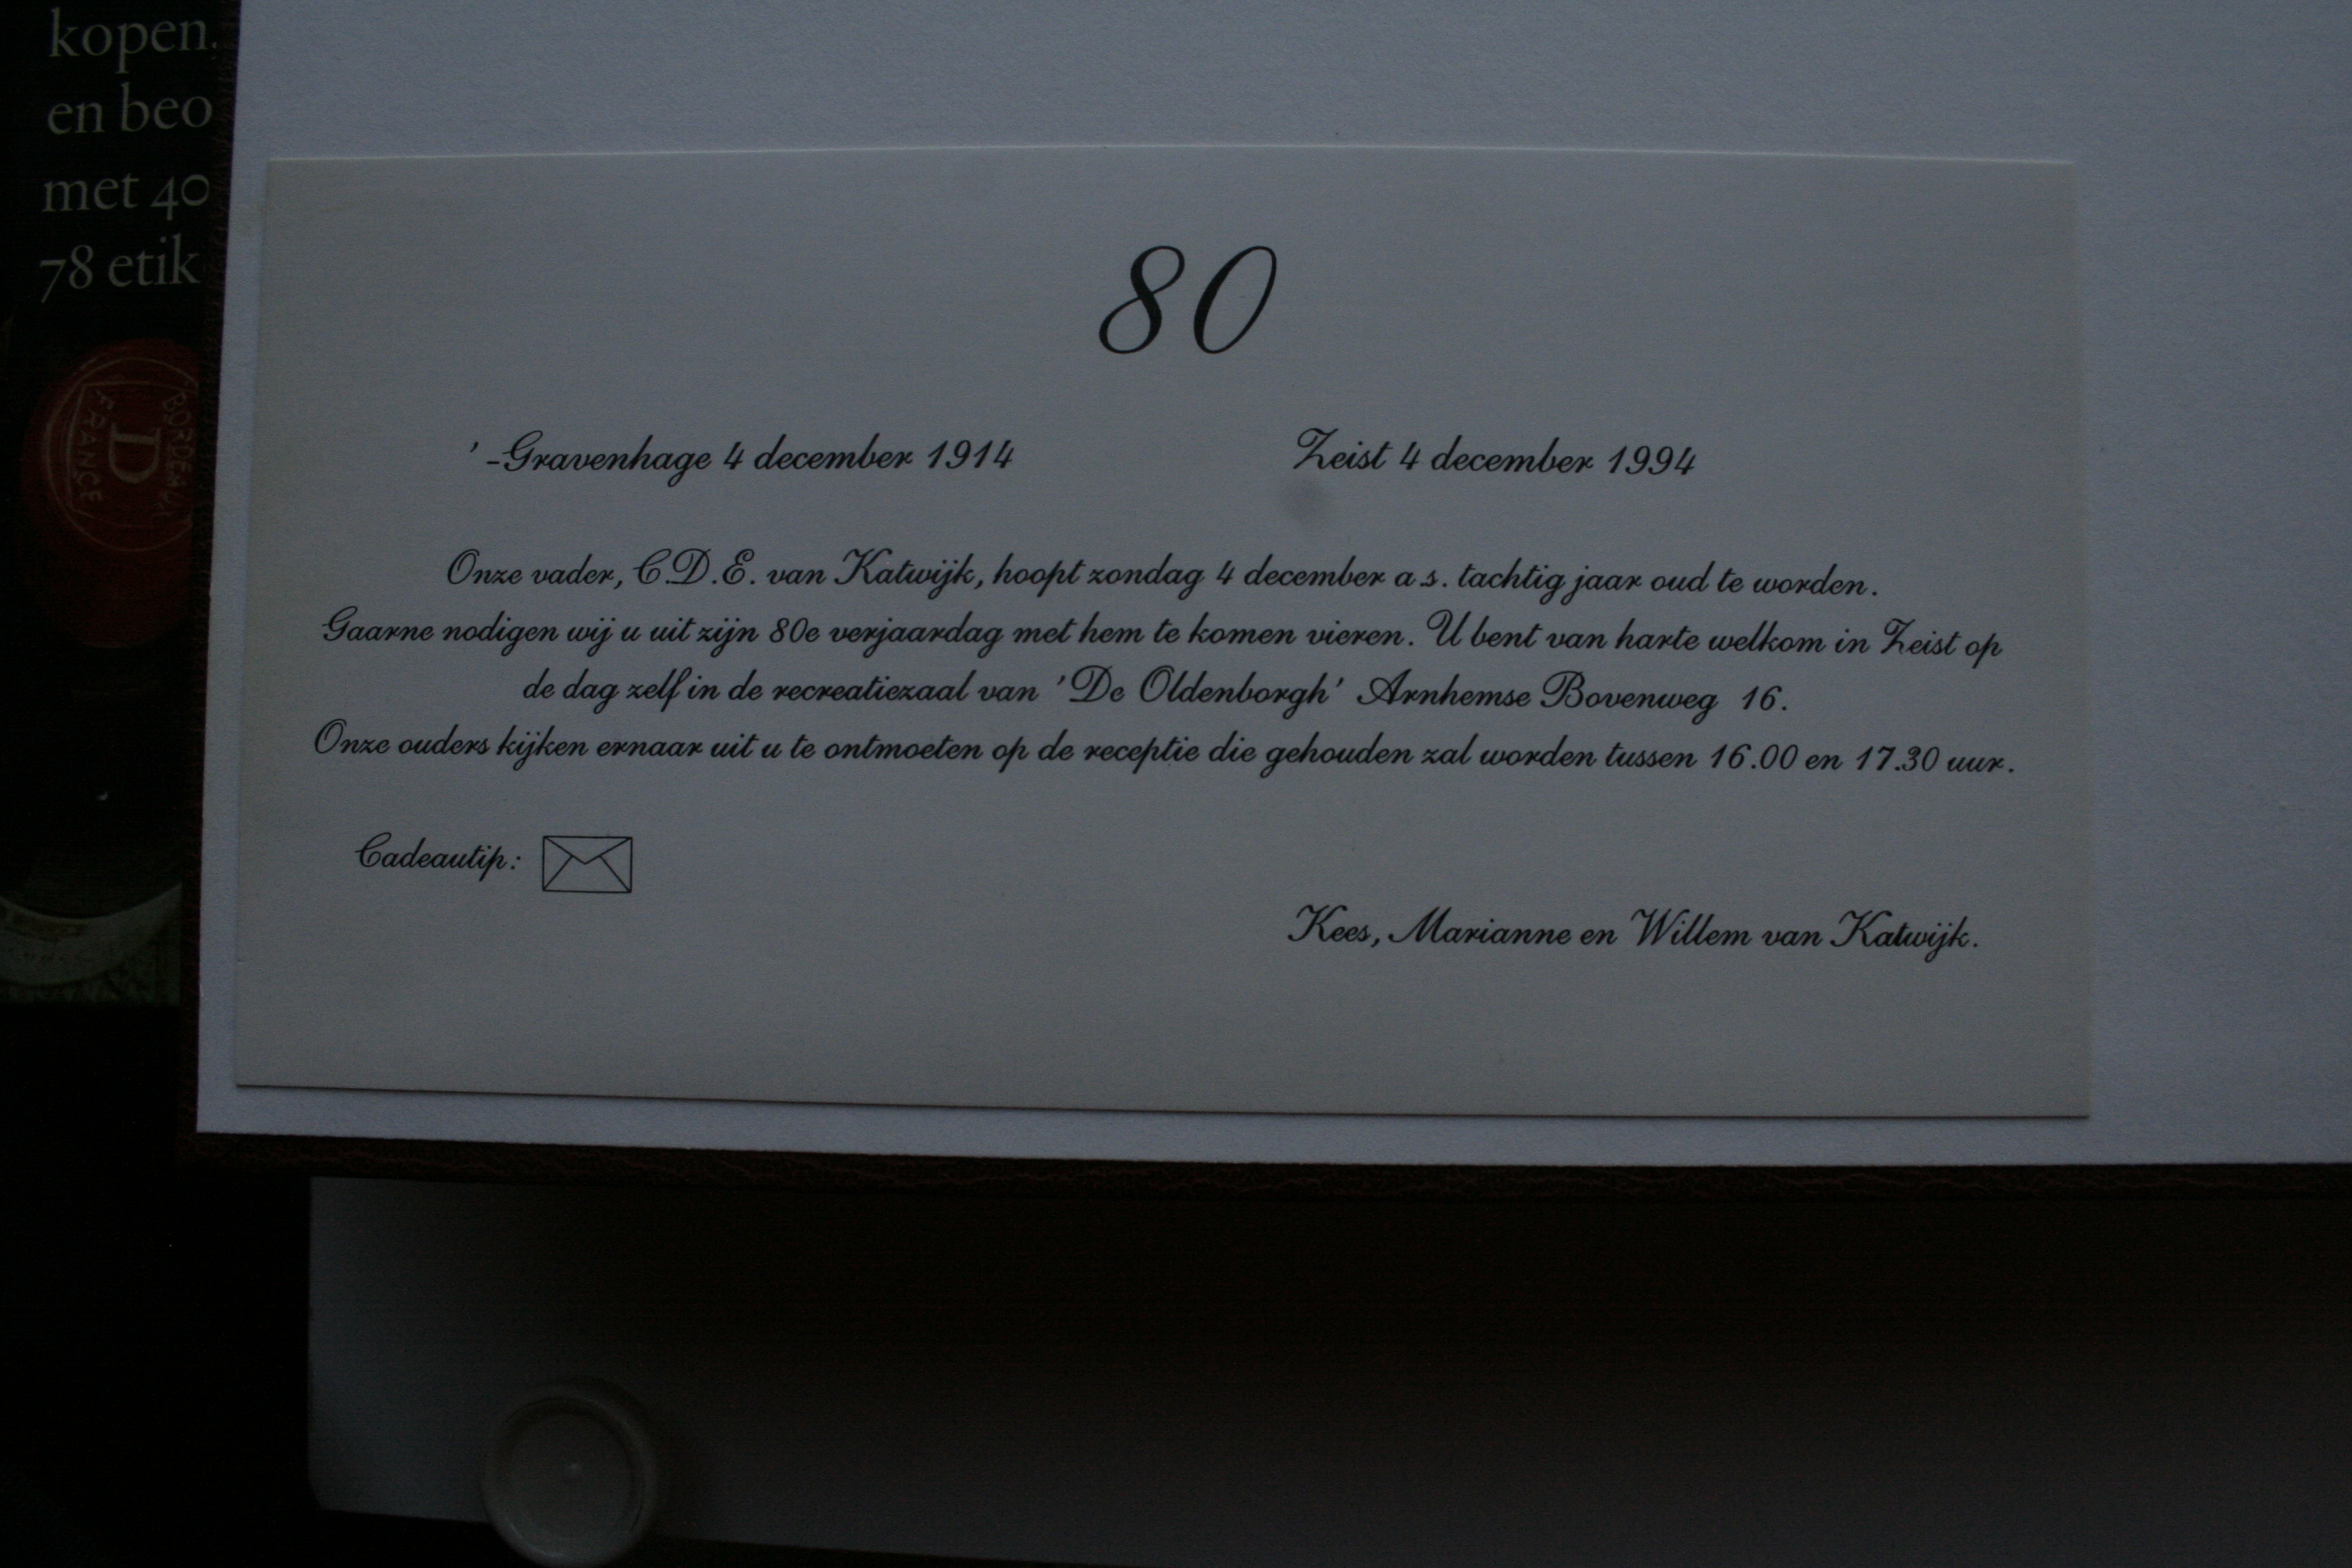 kopen.
en beo
met 40
78 etik
BORDEAUX
FRANCE
D
80
'-Gravenhage 4 december 1914
Zeist 4 december 1994
Onze vader, C.D.E. van Katwijk, hoopt zondag 4 december a.s. tachtig jaar oud te worden.
Gaarne nodigen wij u uit zijn 80e verjaardag met hem te komen vieren. U bent van harte welkom in Zeist op
de dag zelf in de recreatiezaal van 'De Oldenborgh' Arnhemse Bovenweg 16.
Onze ouders kijken ernaar uit u te ontmoeten op de receptie die gehouden zal worden tussen 16.00 en 17.30 uur.
Cadeautip:
Kees, Marianne en Willem van Katwijk.